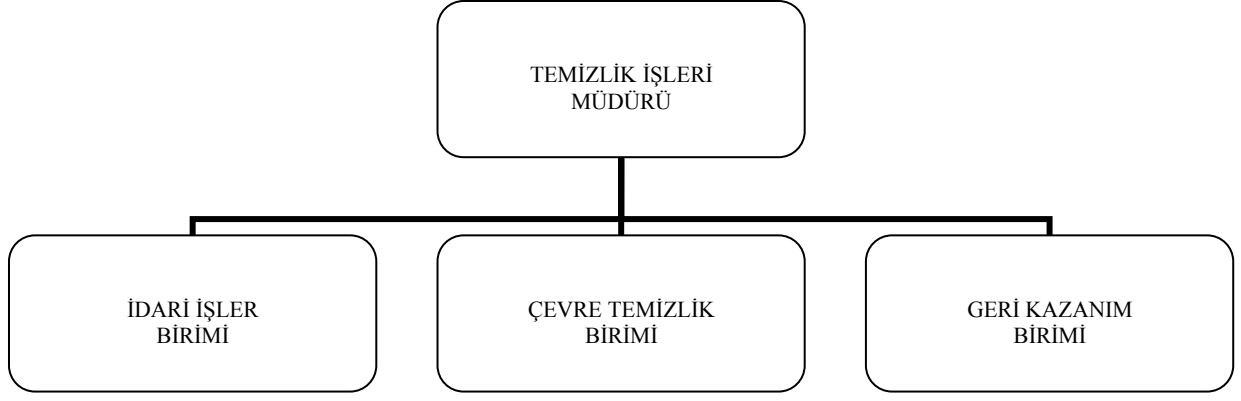 TEMİZLİK İŞLERİ
MÜDÜRÜ
İDARİ İŞLER
BİRİMİ
ÇEVRE TEMİZLİK
BİRİMİ
GERİ KAZANIM
BİRİMİ